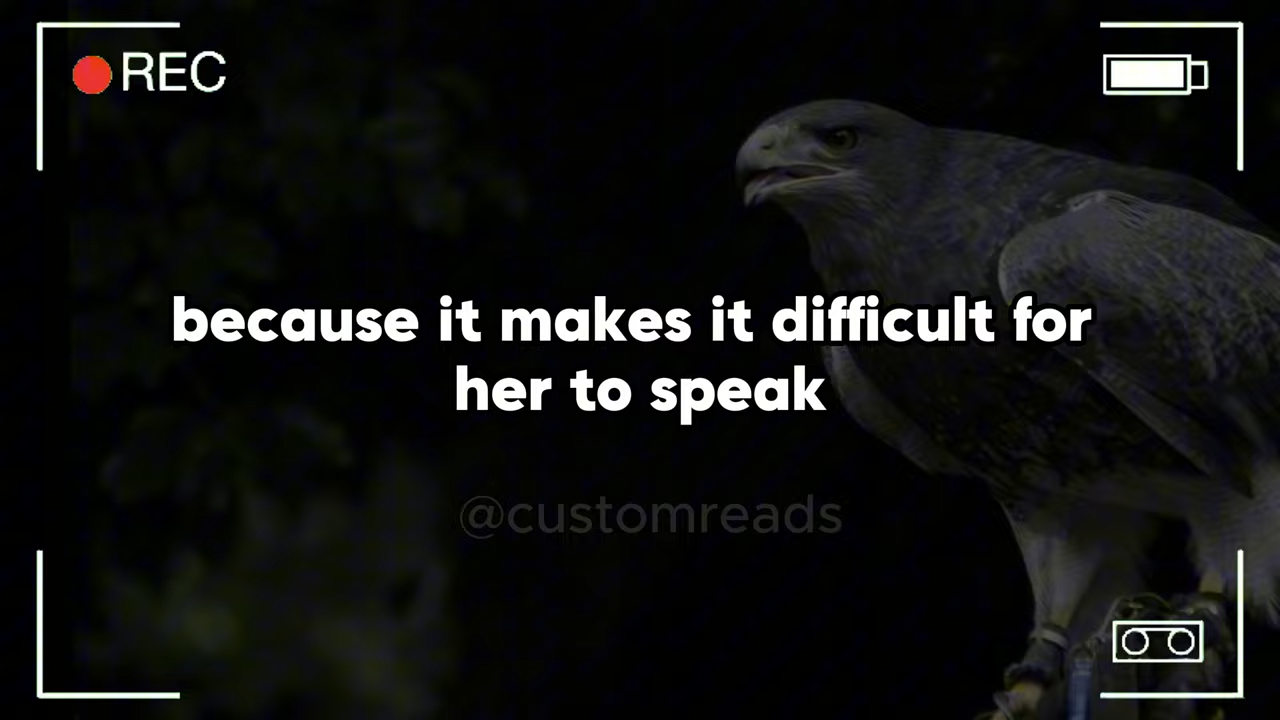 REC
because it makes it difficult for
her to speak
@customreads